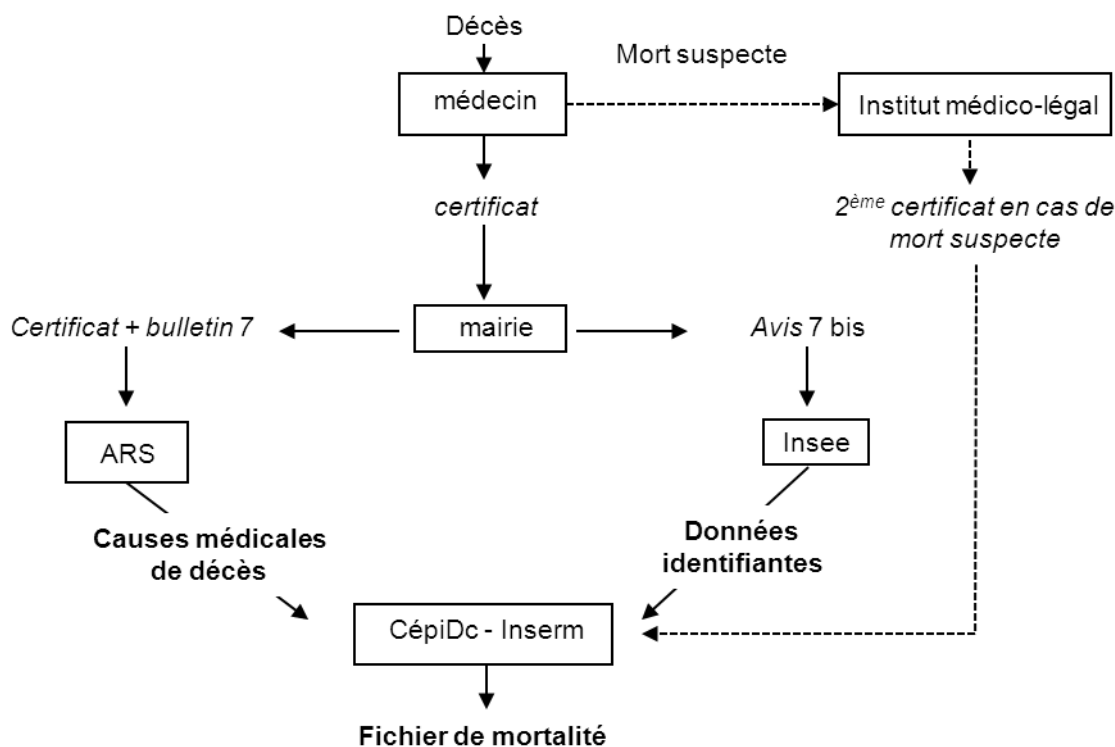 Décès
Mort suspecte
médecin
Institut médico-légal
certificat
2ème certificat en cas de
mort suspecte
Certificat + bulletin 7
mairie
Avis 7 bis
ARS
Insee
Causes médicales
de décès
Données
identifiantes
CépiDc - Inserm
Fichier de mortalité